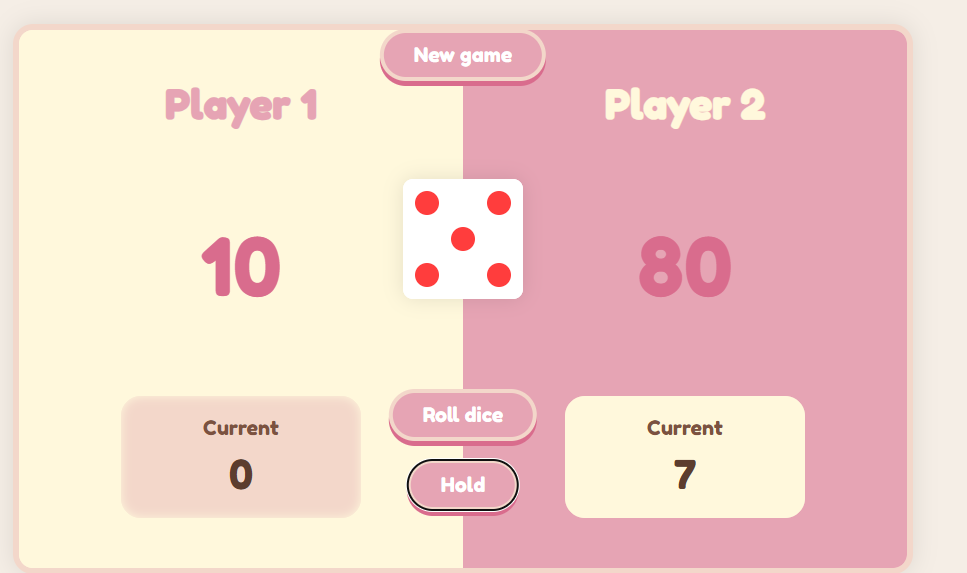 New game
Player 1
Player 2
10
80
Current
0
Roll dice
Hold
Current
7